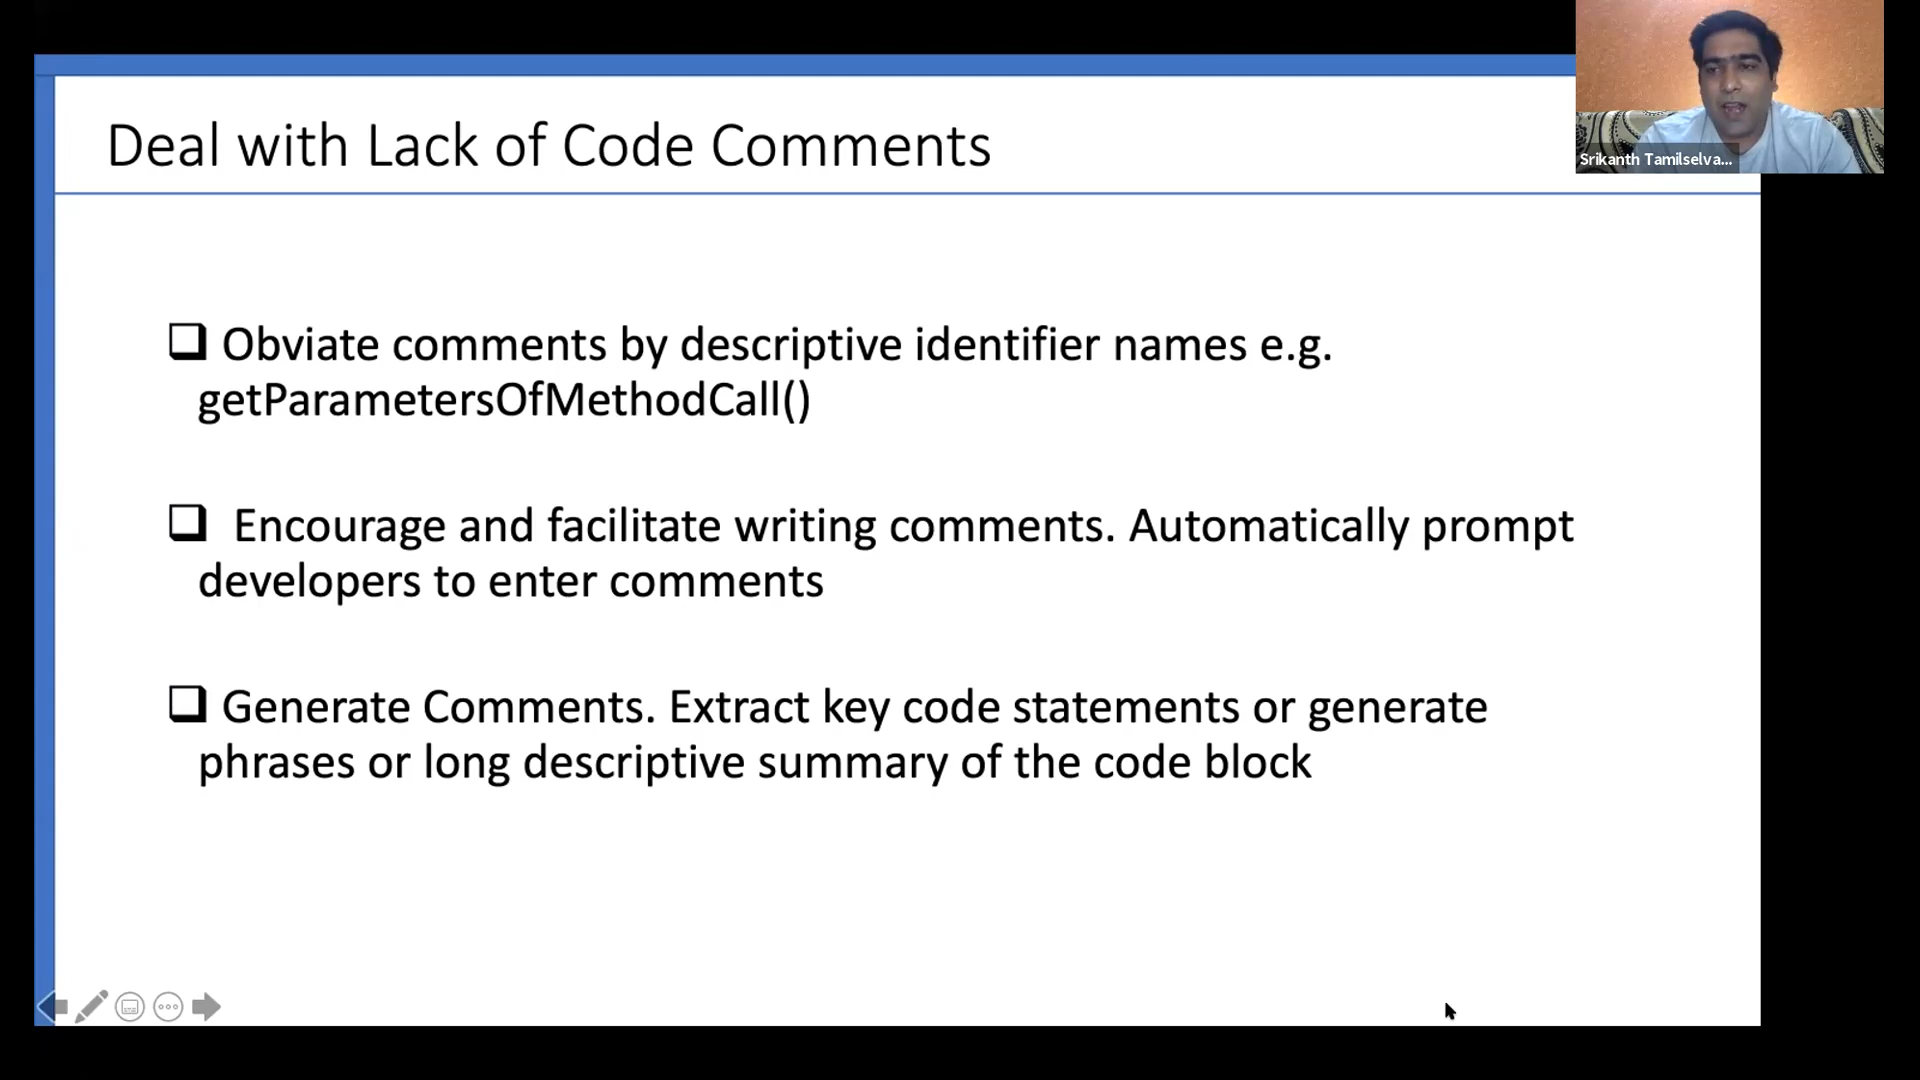 Deal with Lack of Code Comments
Srikanth Tamilselva...
Obviate comments by descriptive identifier names e.g.
getParametersOfMethodCall()
Encourage and facilitate writing comments. Automatically prompt
developers to enter comments
Generate Comments. Extract key code statements or generate
phrases or long descriptive summary of the code block